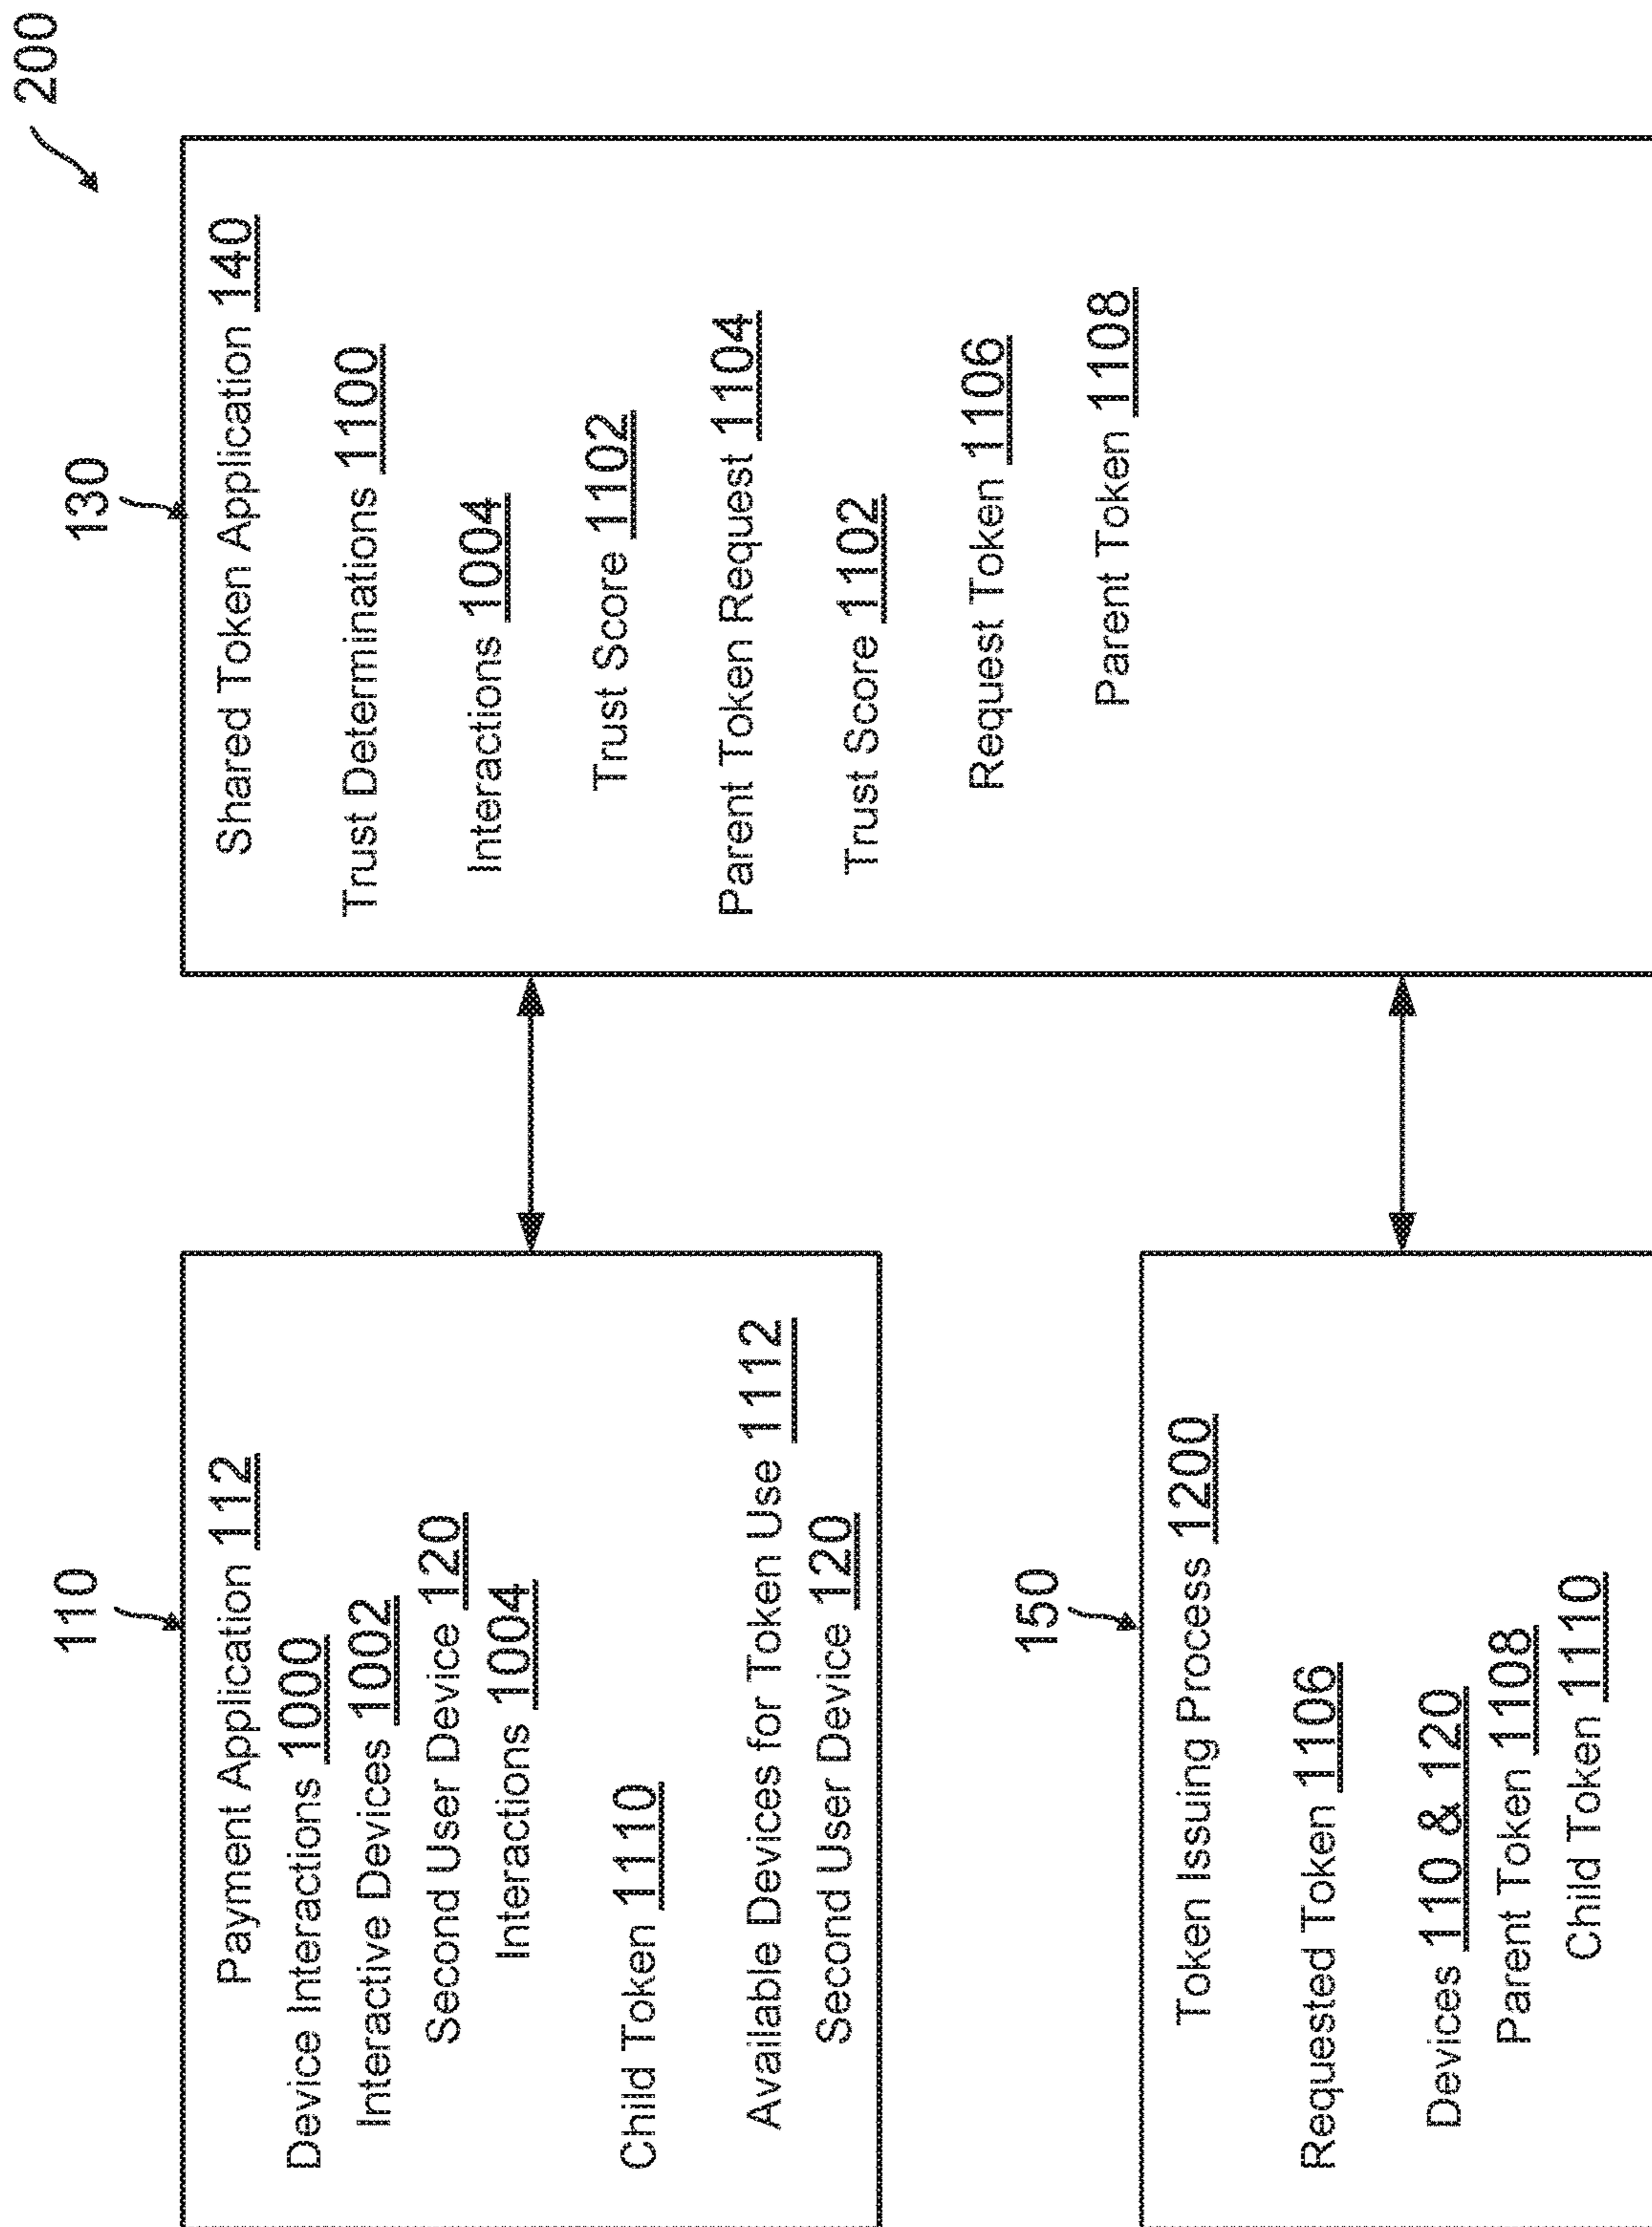 200
110
Payment Application 112
Device Interactions 1000
Interactive Devices 1002
Second User Device 120
Interactions 1004
Child Token 1110
Available Devices for Token Use 1112
Second User Device 120
130
Shared Token Application 140
Trust Determinations 1100
Interactions 1004
Trust Score 1102
Parent Token Request 1104
Trust Score 1102
Request Token 1106
Parent Token 1108
150
Token Issuing Process 1200
Requested Token 1106
Devices 110 & 120
Parent Token 1108
Child Token 1110